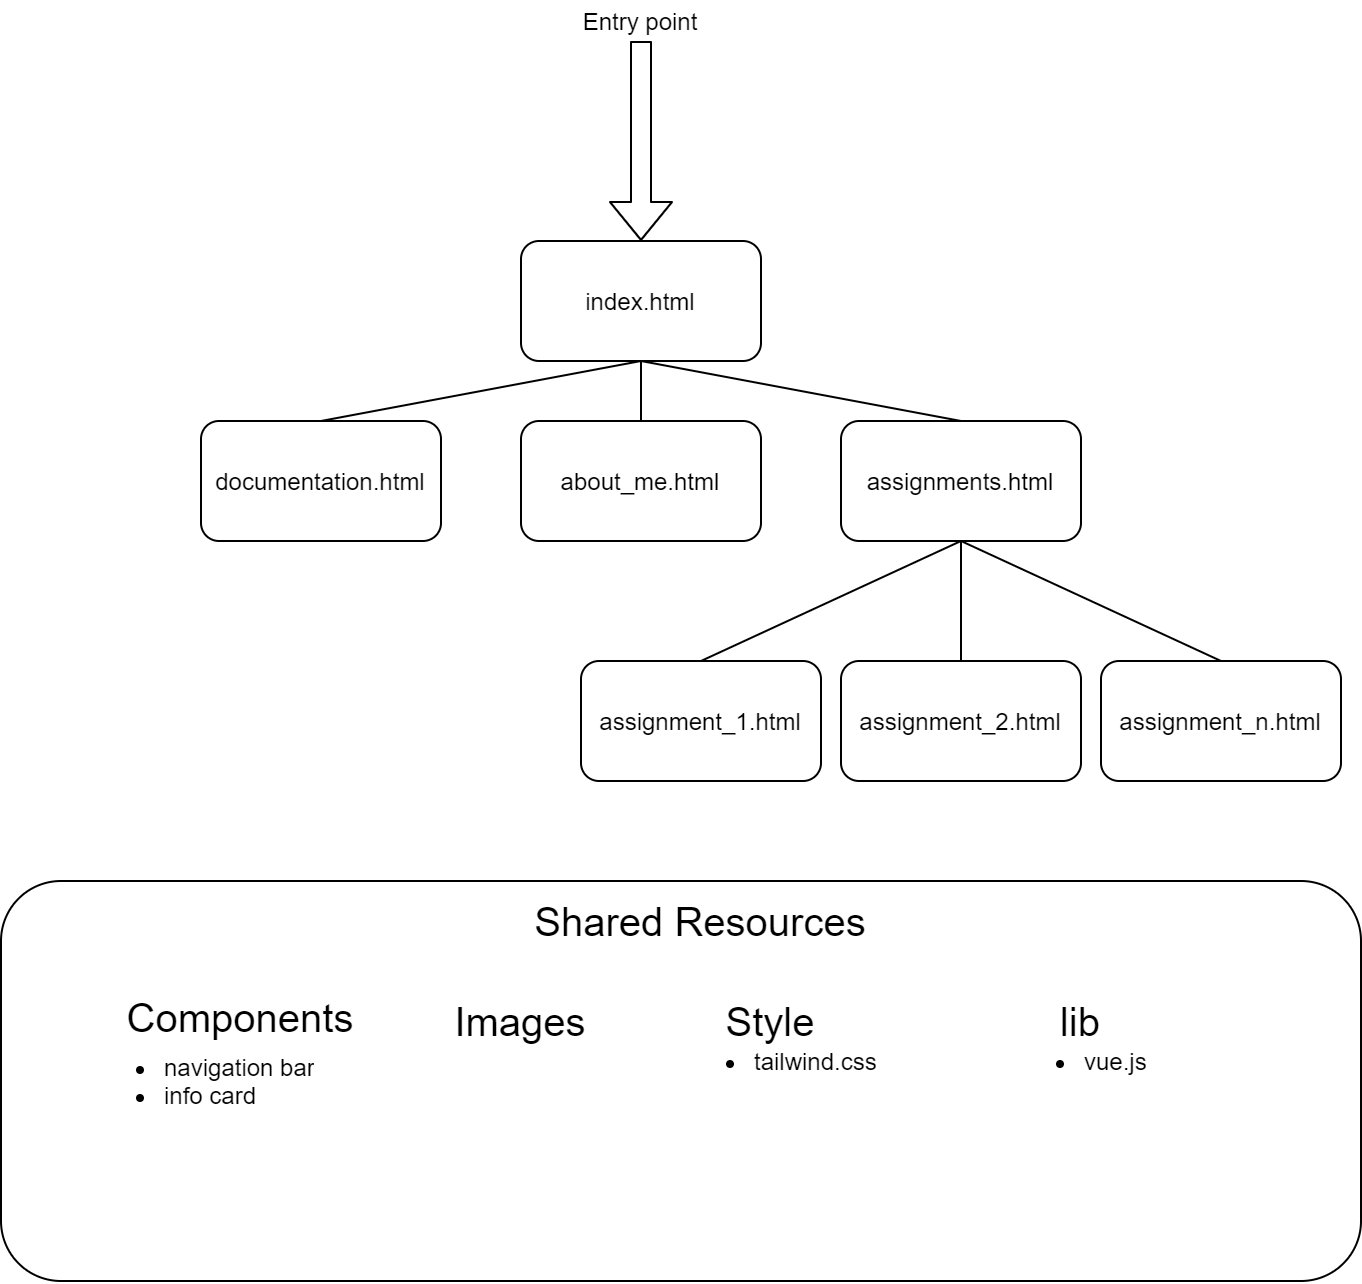 Entry point
index.html
documentation.html
about_me.html
assignments.html
assignment_1.html
assignment_2.html
assignment_n.html
Shared Resources
Components
navigation bar
info card
Images
Style
tailwind.css
lib
vue.js